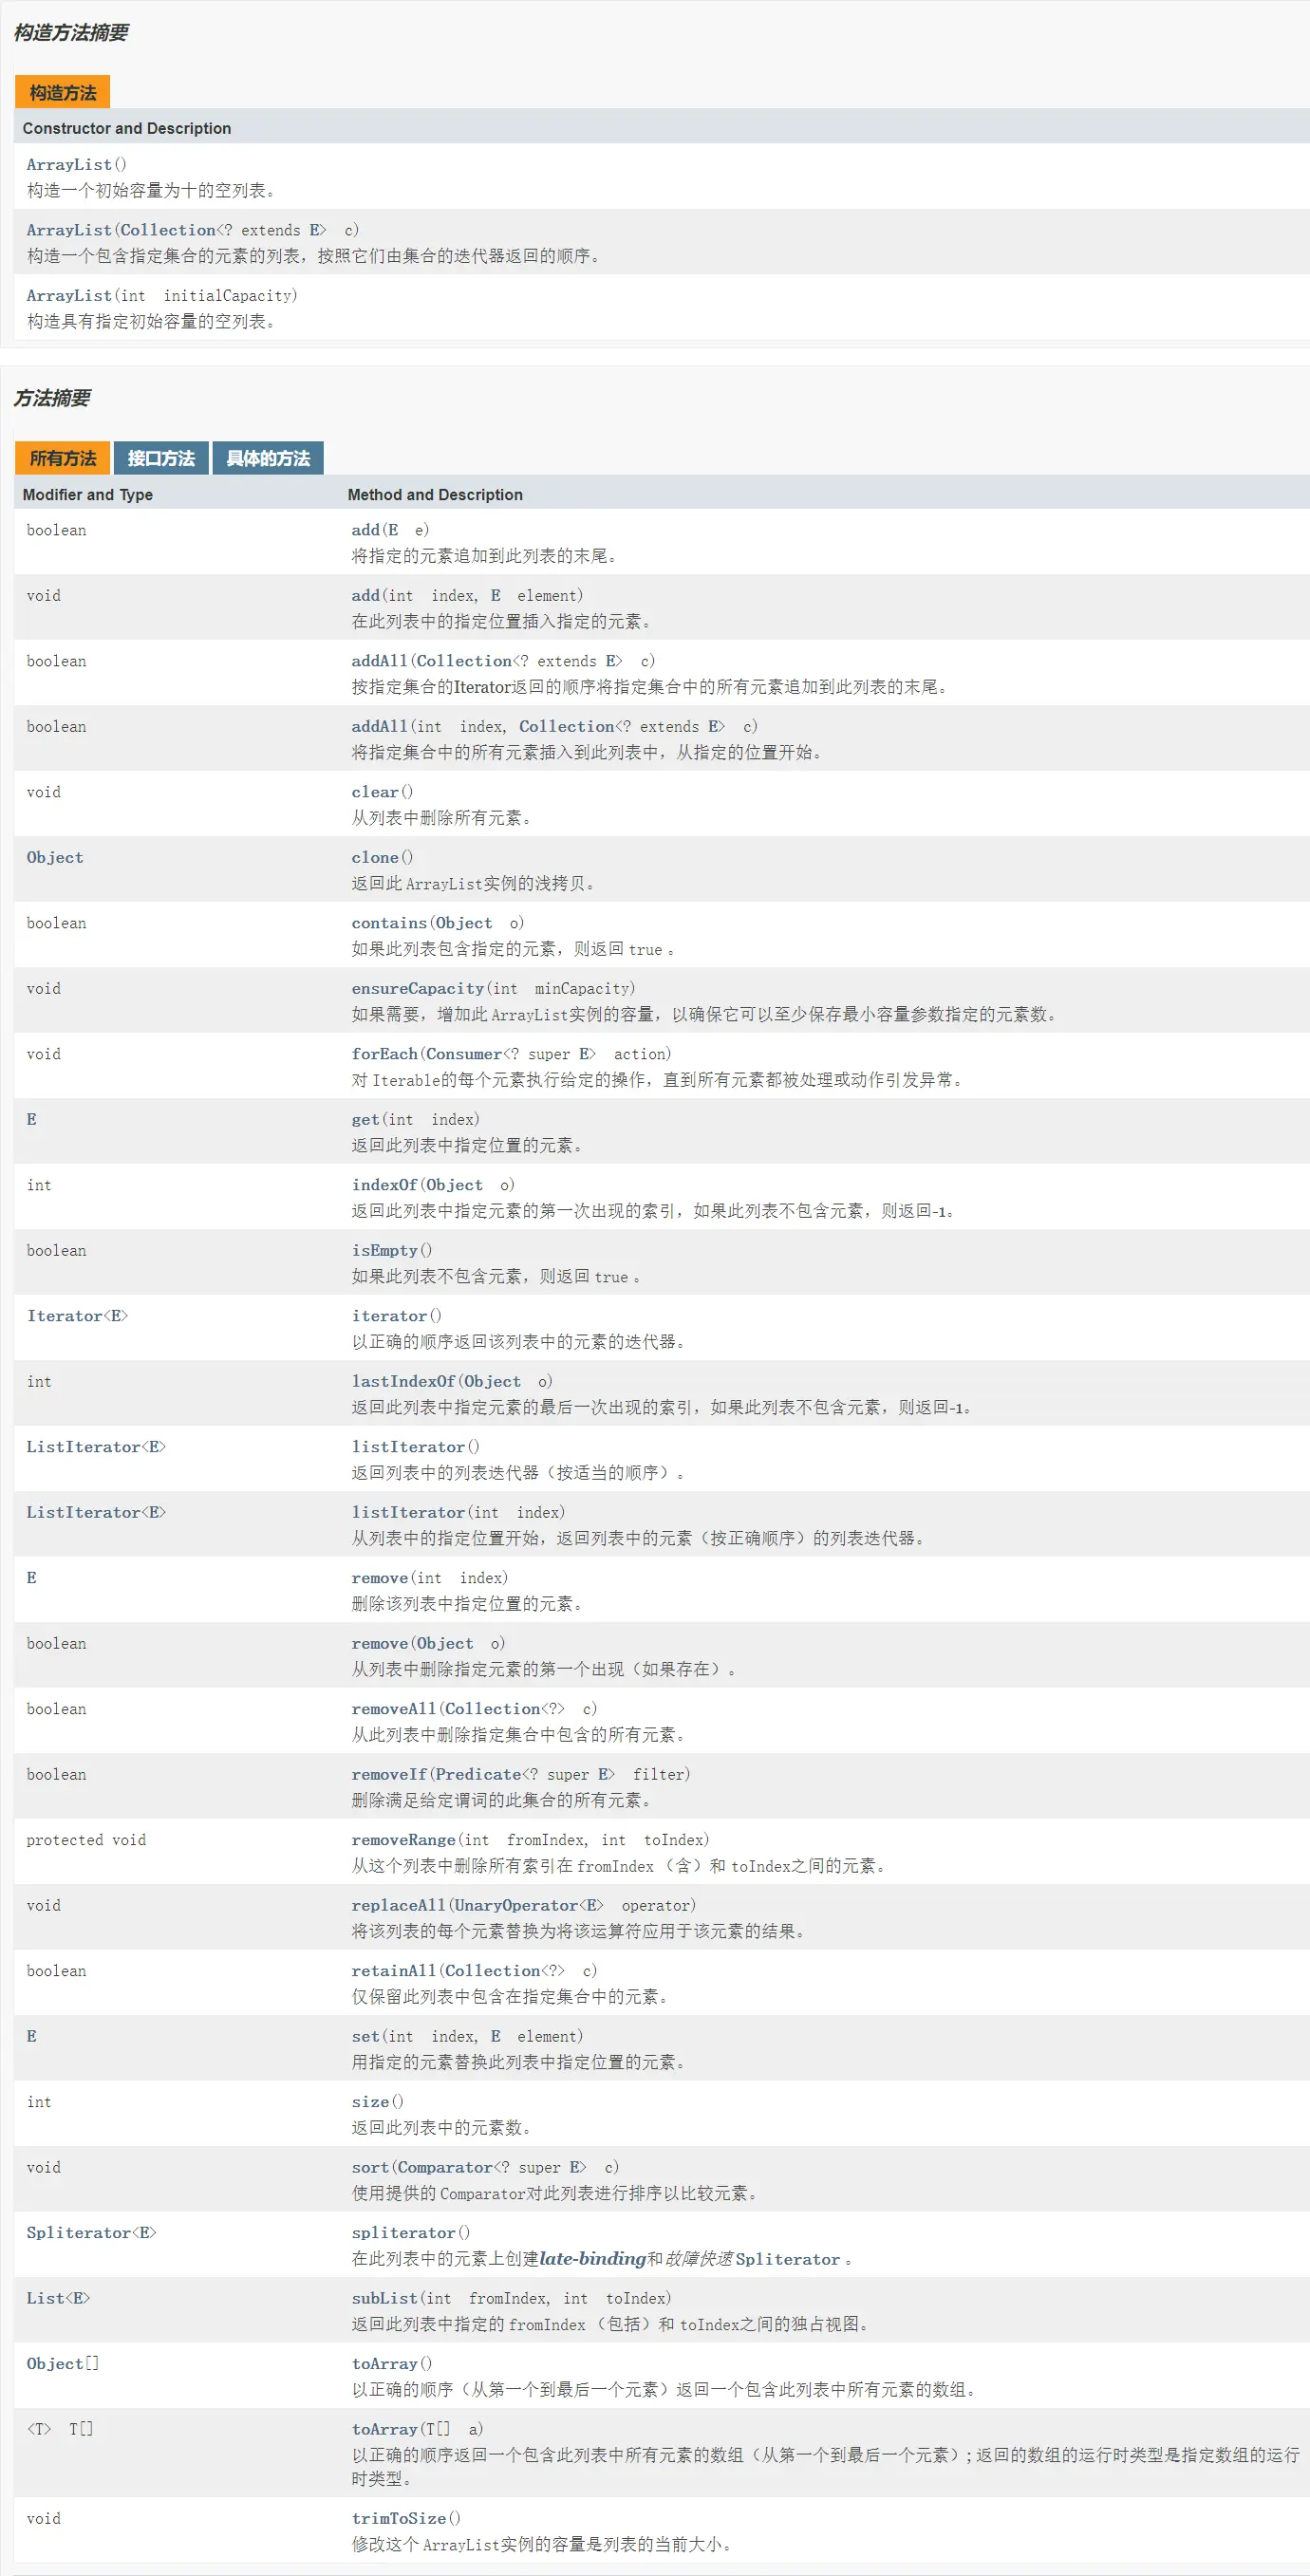 构造方法摘要
构造方法
Constructor and Description
ArrayList()
构造一个初始容量为十的空列表。
ArrayList(Collection<? extends E> c)
构造一个包含指定集合的元素的列表，按照它们由集合的迭代器返回的顺序。
ArrayList(int initialCapacity)
构造具有指定初始容量的空列表。
方法摘要
所有方法 接口方法 具体的方法
Modifier and Type Method and Description
boolean add(E e)
将指定的元素追加到此列表的末尾。
void add(int index, E element)
在此列表中的指定位置插入指定的元素。
boolean addAll(Collection<? extends E> c)
按指定集合的Iterator返回的顺序将指定集合中的所有元素追加到此列表的末尾。
boolean addAll(int index, Collection<? extends E> c)
将指定集合中的所有元素插入到此列表中，从指定的位置开始。
void clear()
从列表中删除所有元素。
Object clone()
返回此 ArrayList实例的浅拷贝。
boolean contains(Object o)
如果此列表包含指定的元素，则返回 true 。
void ensureCapacity(int minCapacity)
如果需要，增加此 ArrayList实例的容量，以确保它可以至少保存最小容量参数指定的元素数。
void forEach(Consumer<? super E> action)
对 Iterable的每个元素执行给定的操作，直到所有元素都被处理或动作引发异常。
E get(int index)
返回此列表中指定位置的元素。
int indexOf(Object o)
返回此列表中指定元素的第一次出现的索引，如果此列表不包含元素，则返回-1。
boolean isEmpty()
如果此列表不包含元素，则返回 true 。
Iterator<E> iterator()
以正确的顺序返回该列表中的元素的迭代器。
int lastIndexOf(Object o)
返回此列表中指定元素的最后一次出现的索引，如果此列表不包含元素，则返回-1。
ListIterator<E> listIterator()
返回列表中的列表迭代器（按适当的顺序）。
ListIterator<E> listIterator(int index)
从列表中的指定位置开始，返回列表中的元素（按正确顺序）的列表迭代器。
E remove(int index)
删除该列表中指定位置的元素。
boolean remove(Object o)
从列表中删除指定元素的第一个出现（如果存在）。
boolean removeAll(Collection<?> c)
从此列表中删除指定集合中包含的所有元素。
boolean removeIf(Predicate<? super E> filter)
删除满足给定谓词的此集合的所有元素。
protected void removeRange(int fromIndex, int toIndex)
从这个列表中删除所有索引在 fromIndex （含）和 toIndex之间的元素。
void replaceAll(UnaryOperator<E> operator)
将该列表的每个元素替换为将该运算符应用于该元素的结果。
boolean retainAll(Collection<?> c)
仅保留此列表中包含在指定集合中的元素。
E set(int index, E element)
用指定的元素替换此列表中指定位置的元素。
int size()
返回此列表中的元素数。
void sort(Comparator<? super E> c)
使用提供的 Comparator对此列表进行排序以比较元素。
Spliterator<E> spliterator()
在此列表中的元素上创建late-binding和故障快速 Spliterator 。
List<E> subList(int fromIndex, int toIndex)
返回此列表中指定的 fromIndex （包括）和 toIndex之间的独占视图。
Object[] toArray()
以正确的顺序（从第一个到最后一个元素）返回一个包含此列表中所有元素的数组。
<T> T[] toArray(T[] a)
以正确的顺序返回一个包含此列表中所有元素的数组（从第一个到最后一个元素）; 返回的数组的运行时类型是指定数组的运行
时类型。
void trimToSize()
修改这个 ArrayList实例的容量是列表的当前大小。